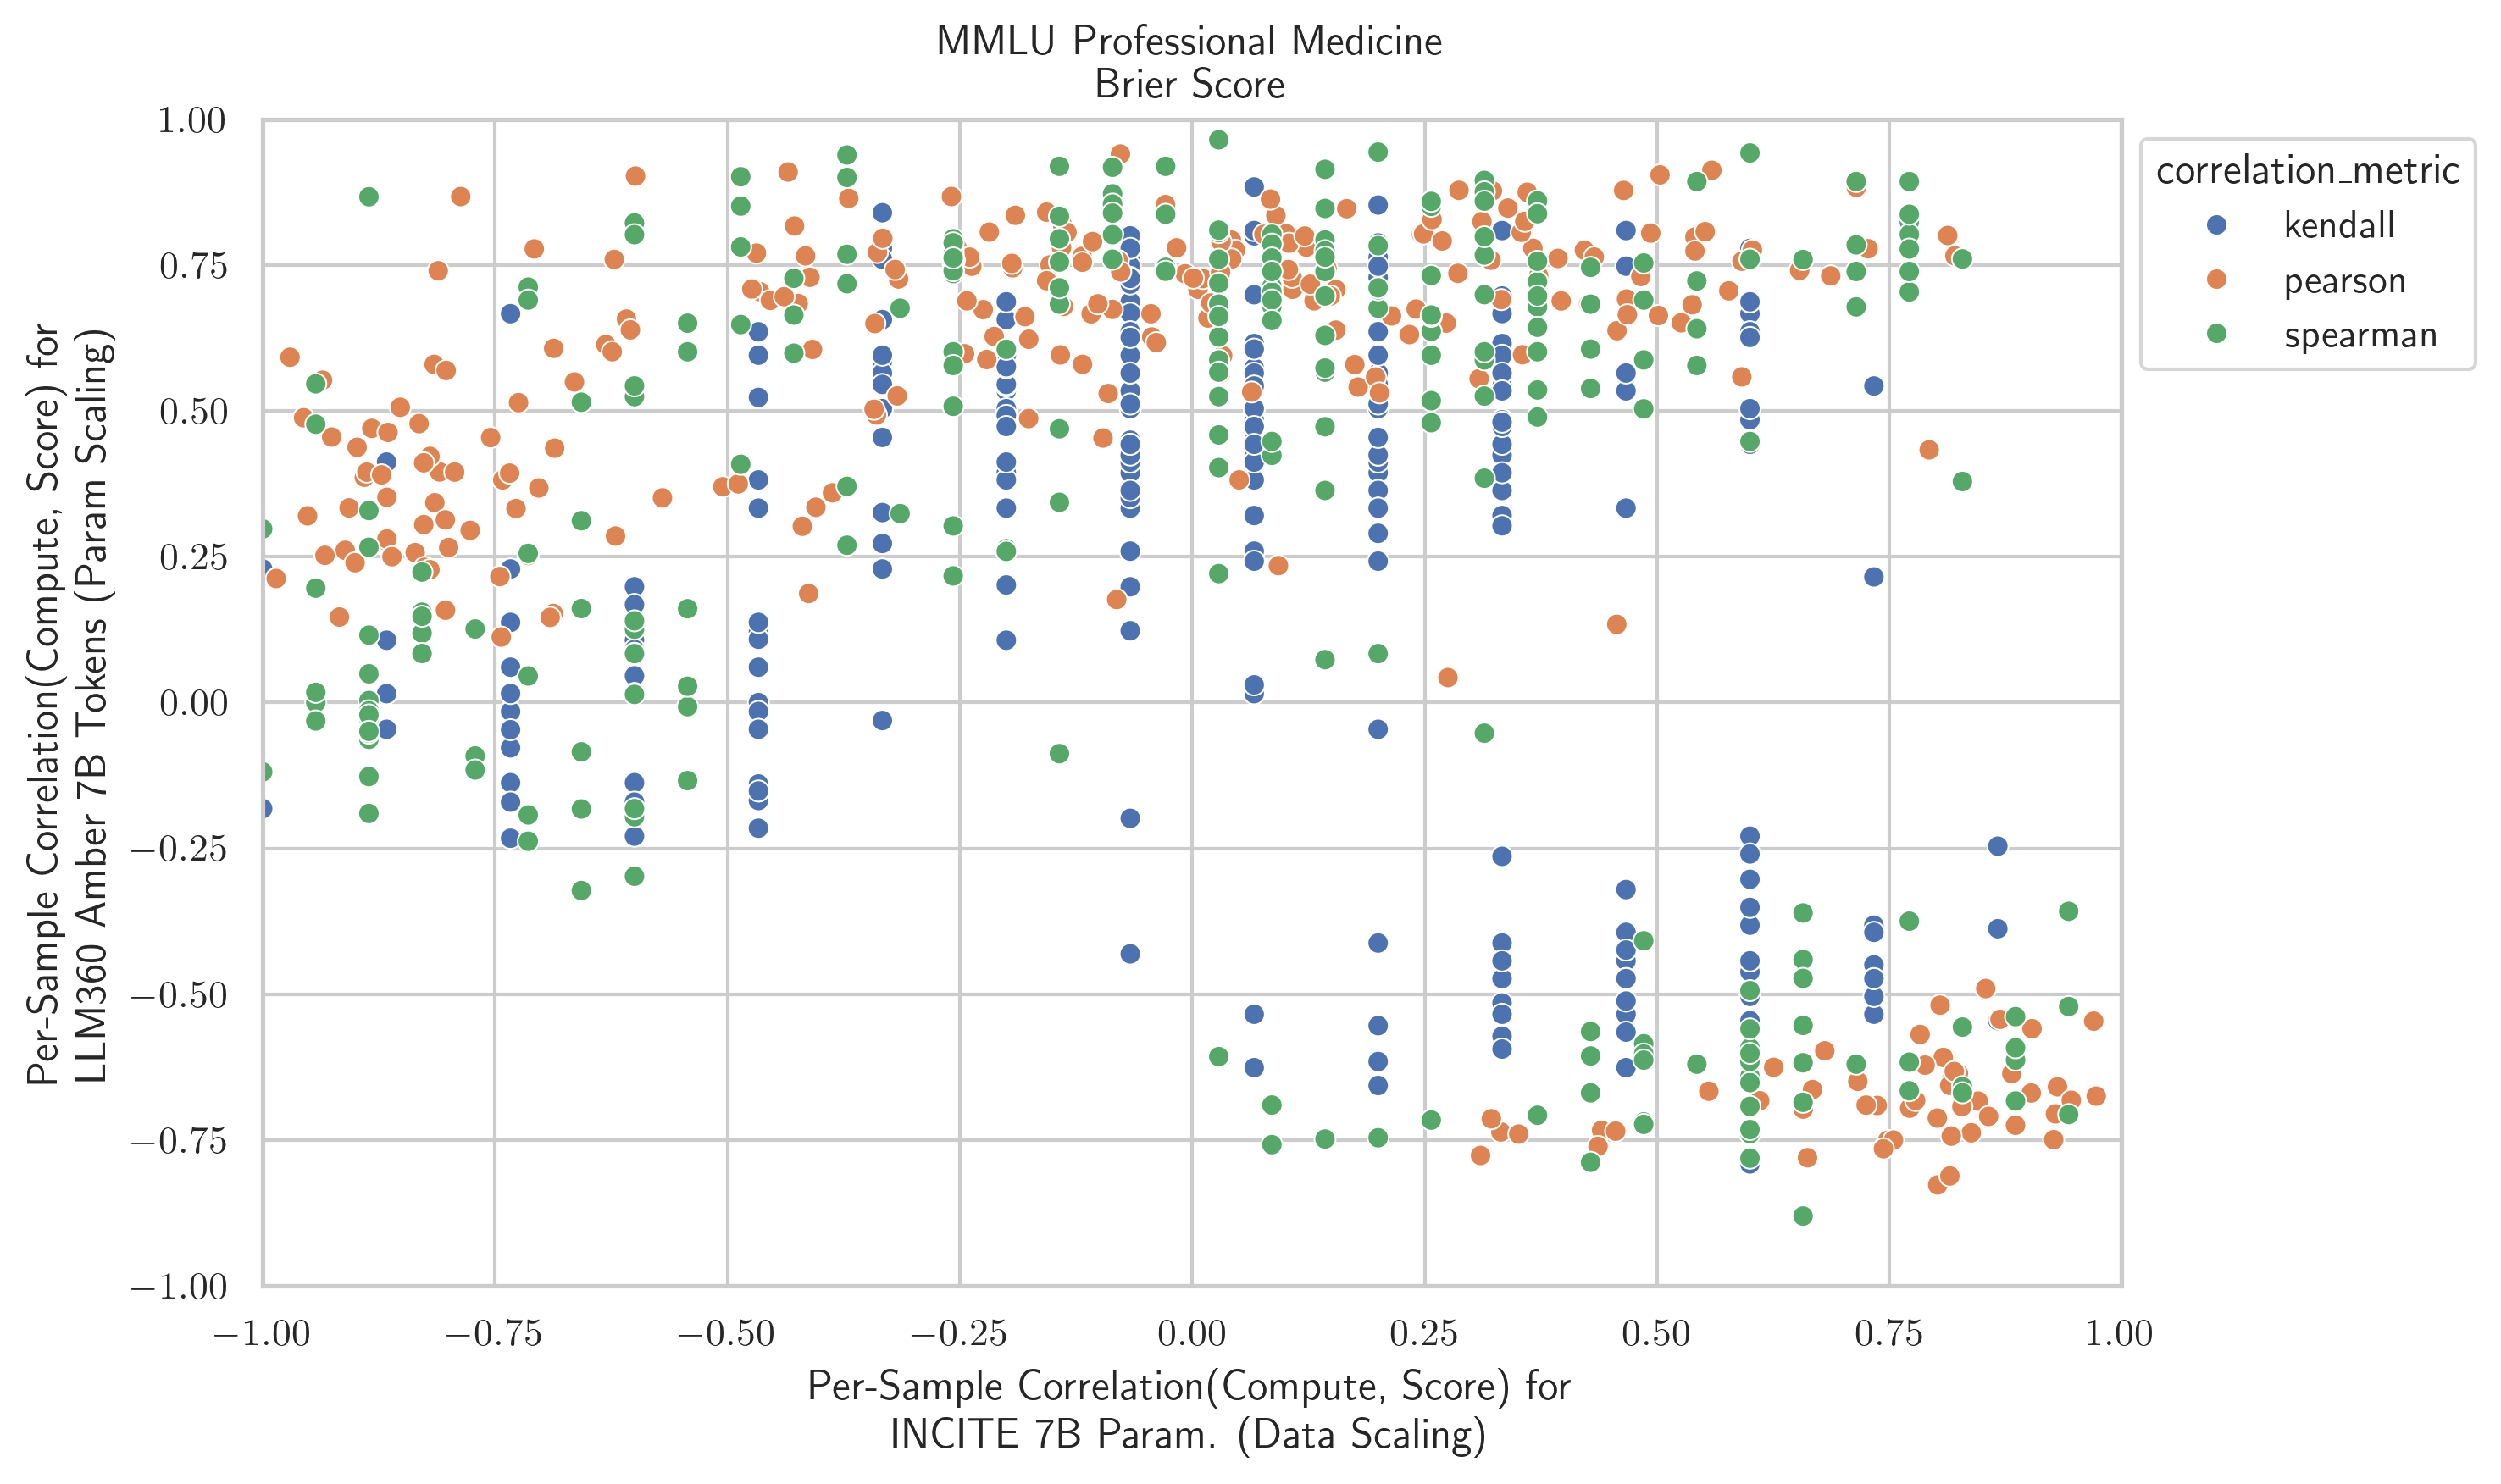 MMLU Professional Medicine
Brier Score
Per-Sample Correlation(Compute, Score) for
LLM360 Amber 7B Tokens (Param Scaling)
1.00
0.75
0.50
0.25
0.00
−0.25
−0.50
−0.75
−1.00
−1.00 −0.75 −0.50 −0.25 0.00 0.25 0.50 0.75 1.00
Per-Sample Correlation(Compute, Score) for
INCITE 7B Param. (Data Scaling)
correlation_metric
kendall
pearson
spearman